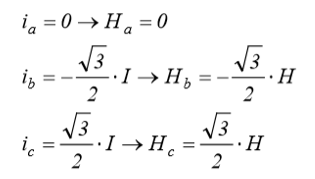 i_a = 0 → H_a = 0
i_b = -√3/2 · I → H_b = -√3/2 · H
i_c = √3/2 · I → H_c = √3/2 · H